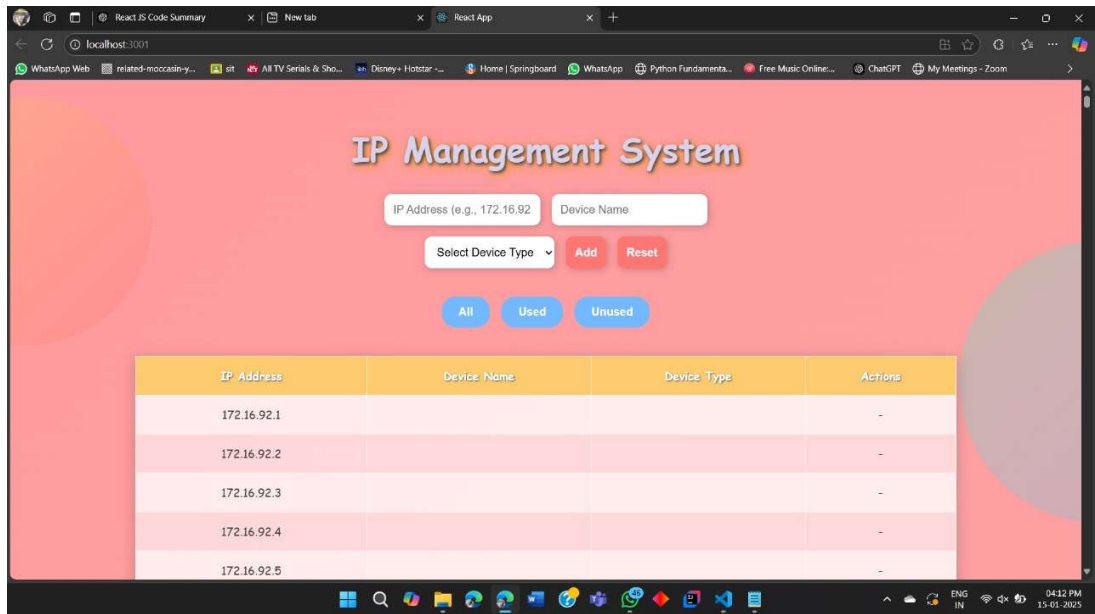 React JS Code Summary
New tab
React App
localhost:3001
WhatsApp Web
related-moccasin-y...
sit
All TV Serials & Sho...
Disney+ Hotstar -...
Home | Springboard
WhatsApp
Python Fundamenta...
Free Music Online:...
ChatGPT
My Meetings - Zoom
IP Management System
IP Address (e.g., 172.16.92
Device Name
Select Device Type
Add
Reset
All
Used
Unused
IP Address Device Name Device Type Actions
172.16.92.1 -
172.16.92.2 -
172.16.92.3 -
172.16.92.4 -
172.16.92.5 -
46
ENG
IN
04:12 PM
15-01-2025